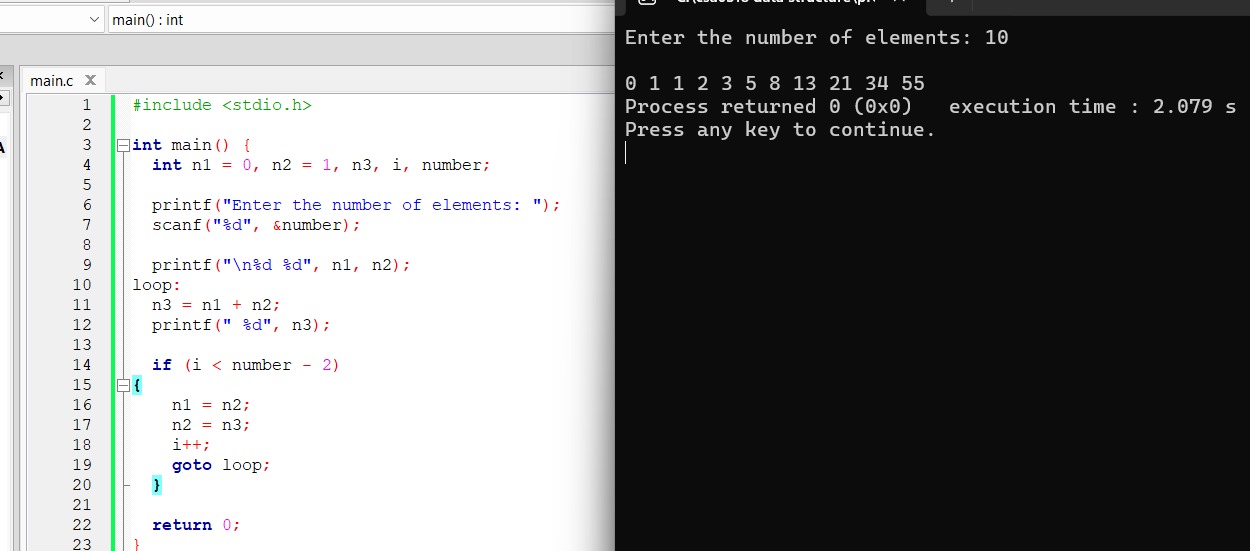 main() : int
main.c X
1 #include <stdio.h>
2
3 int main() {
4 int n1 = 0, n2 = 1, n3, i, number;
5
6 printf("Enter the number of elements: ");
7 scanf("%d", &number);
8
9 printf("\n%d %d", n1, n2);
10 loop:
11 n3 = n1 + n2;
12 printf(" %d", n3);
13
14 if (i < number - 2)
15 {
16 n1 = n2;
17 n2 = n3;
18 i++;
19 goto loop;
20 }
21
22 return 0;
23 }
Enter the number of elements: 10
0 1 1 2 3 5 8 13 21 34 55
Process returned 0 (0x0) execution time : 2.079 s
Press any key to continue.